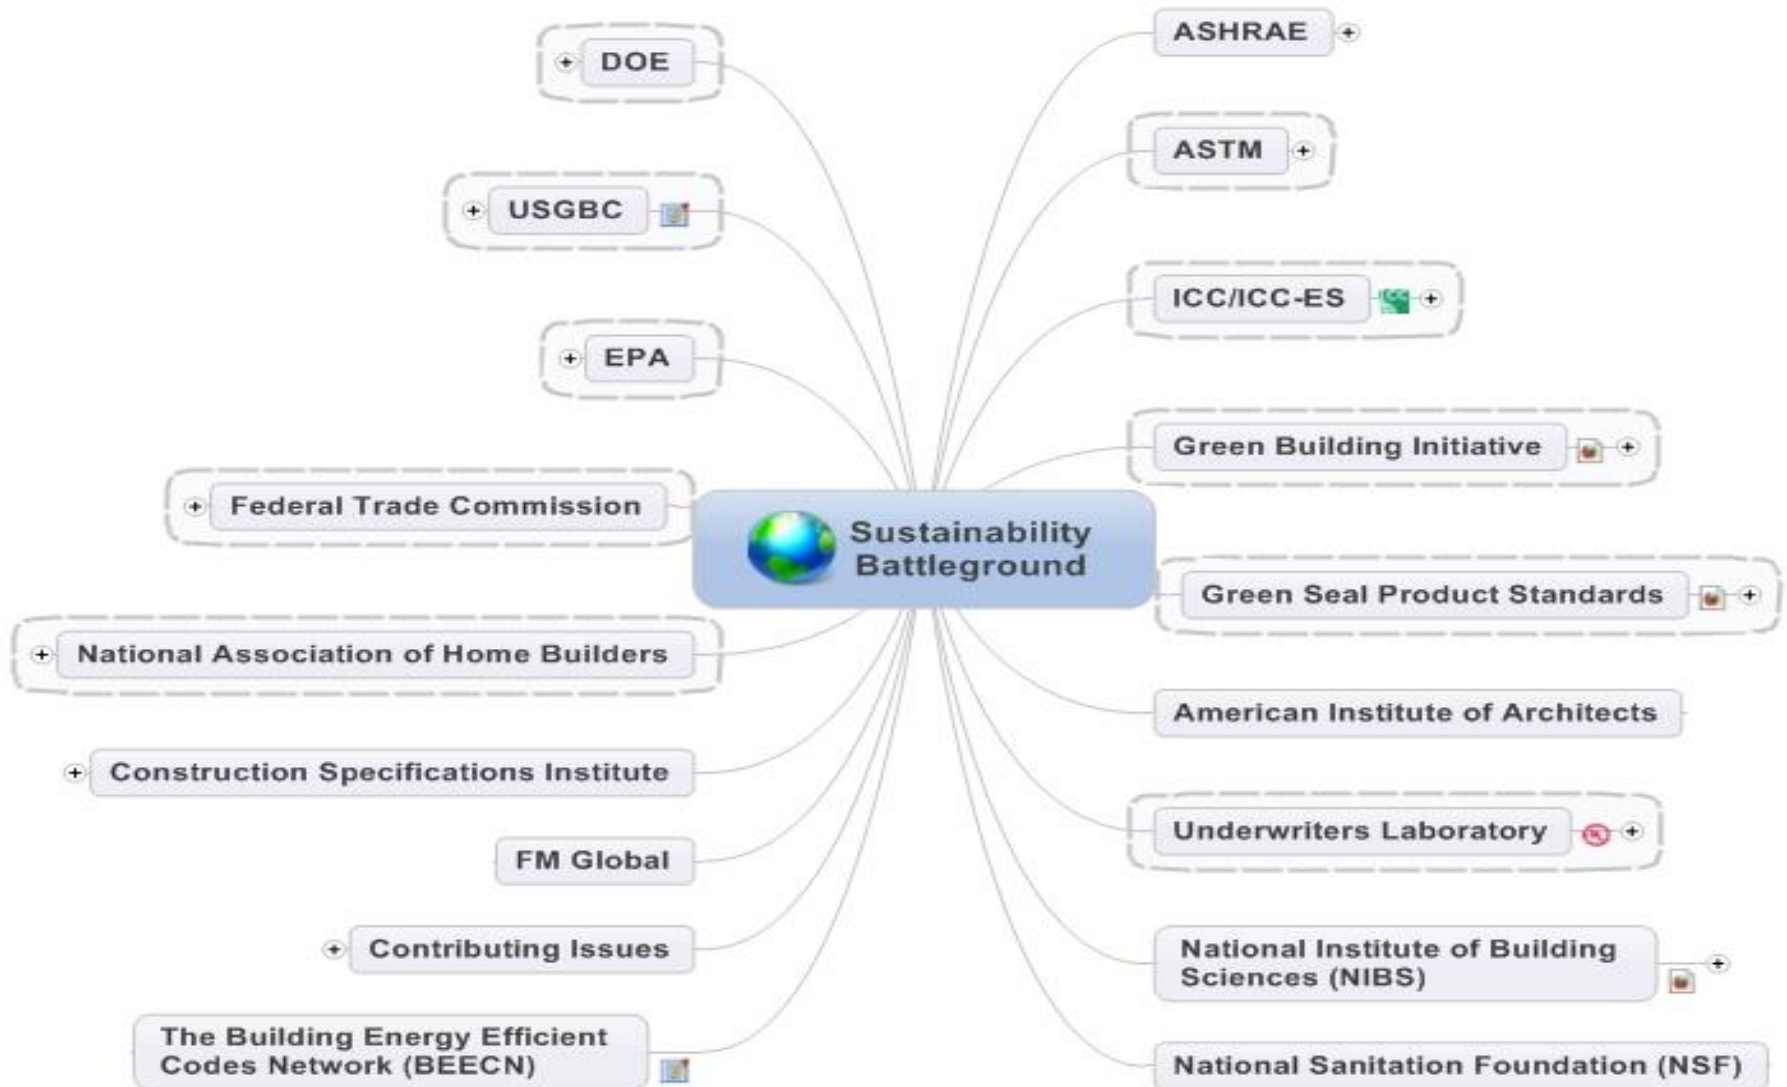 DOE
USGBC
EPA
Federal Trade Commission
National Association of Home Builders
Construction Specifications Institute
FM Global
Contributing Issues
The Building Energy Efficient
Codes Network (BEECN)
Sustainability
Battleground
ASHRAE
ASTM
ICC/ICC-ES
Green Building Initiative
Green Seal Product Standards
American Institute of Architects
Underwriters Laboratory
National Institute of Building
Sciences (NIBS)
National Sanitation Foundation (NSF)